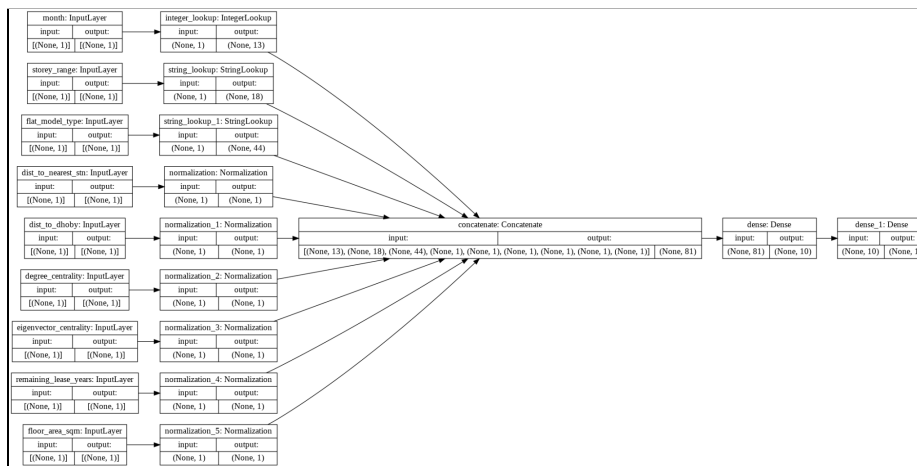 month: InputLayer
input: output:
[(None, 1)] [(None, 1)]
integer_lookup: IntegerLookup
input: output:
(None, 1) (None, 13)
storey_range: InputLayer
input: output:
[(None, 1)] [(None, 1)]
string_lookup: StringLookup
input: output:
(None, 1) (None, 18)
flat_model_type: InputLayer
input: output:
[(None, 1)] [(None, 1)]
string_lookup_1: StringLookup
input: output:
(None, 1) (None, 44)
dist_to_nearest_stn: InputLayer
input: output:
[(None, 1)] [(None, 1)]
normalization: Normalization
input: output:
(None, 1) (None, 1)
dist_to_dhoby: InputLayer
input: output:
[(None, 1)] [(None, 1)]
normalization_1: Normalization
input: output:
(None, 1) (None, 1)
concatenate: Concatenate
input: output:
[(None, 13), (None, 18), (None, 44), (None, 1), (None, 1), (None, 1), (None, 1), (None, 1), (None, 1)] (None, 81)
dense: Dense
input: output:
(None, 81) (None, 10)
dense_1: Dense
input: output:
(None, 10) (None, 1
degree_centrality: InputLayer
input: output:
[(None, 1)] [(None, 1)]
normalization_2: Normalization
input: output:
(None, 1) (None, 1)
eigenvector_centrality: InputLayer
input: output:
[(None, 1)] [(None, 1)]
normalization_3: Normalization
input: output:
(None, 1) (None, 1)
remaining_lease_years: InputLayer
input: output:
[(None, 1)] [(None, 1)]
normalization_4: Normalization
input: output:
(None, 1) (None, 1)
floor_area_sqm: InputLayer
input: output:
[(None, 1)] [(None, 1)]
normalization_5: Normalization
input: output:
(None, 1) (None, 1)